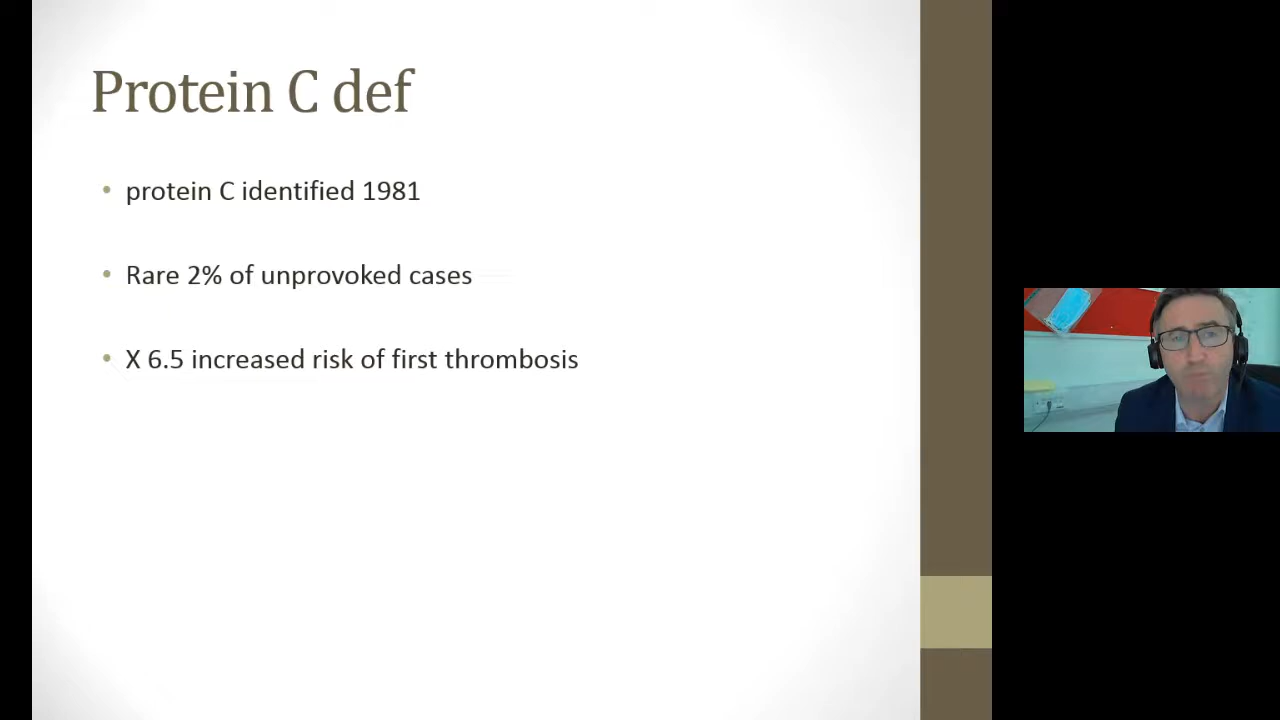 Protein C def
• protein C identified 1981
• Rare 2% of unprovoked cases
• X 6.5 increased risk of first thrombosis